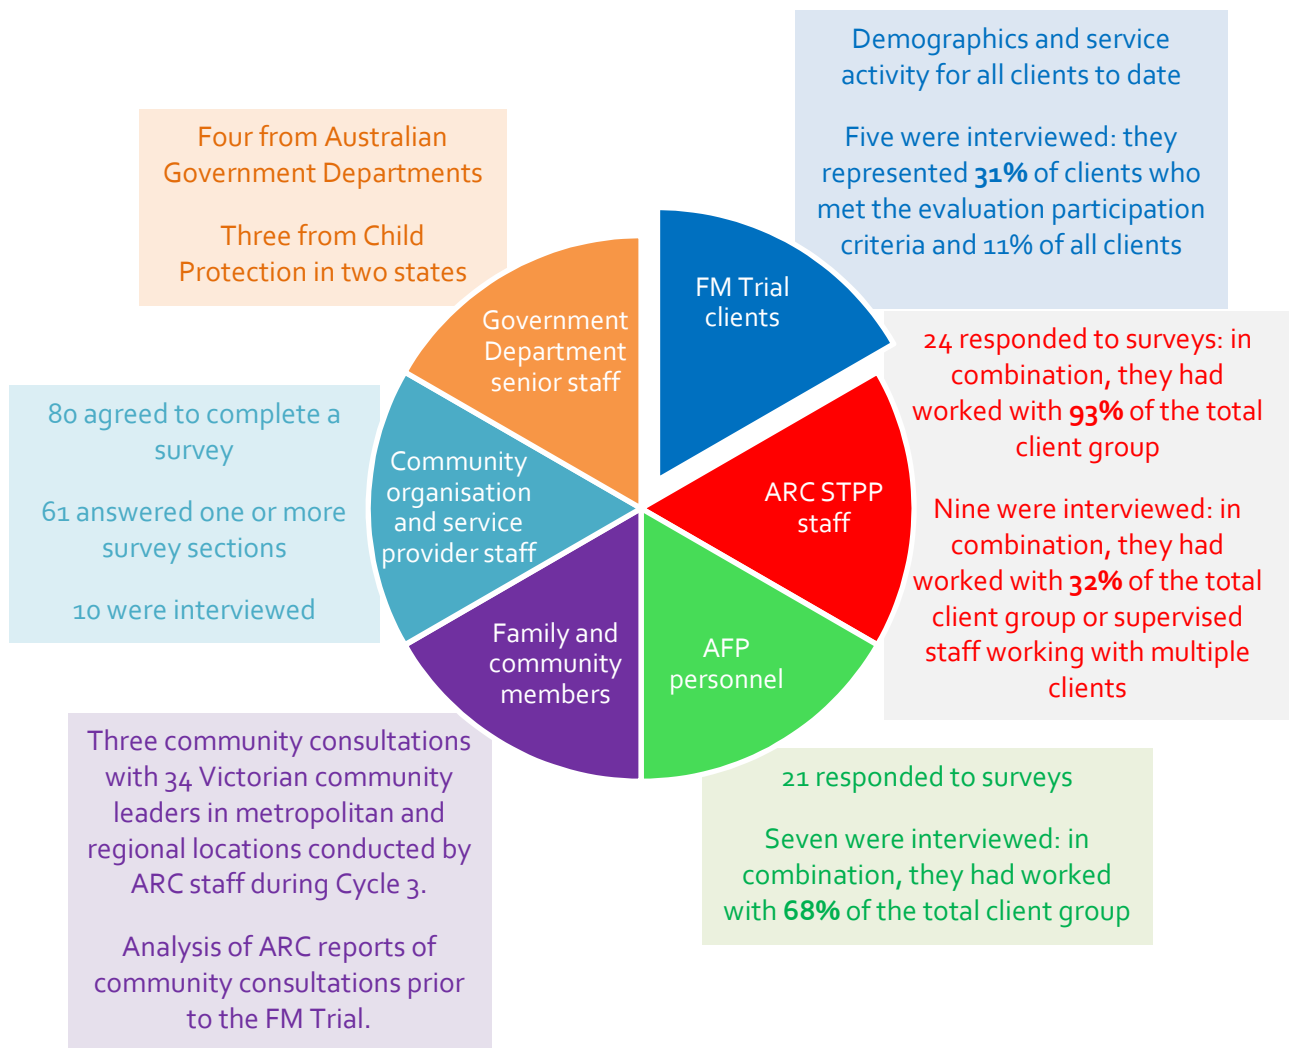 Demographics and service
activity for all clients to date
Five were interviewed: they
represented 31% of clients who
met the evaluation participation
criteria and 11% of all clients
Four from Australian
Government Departments
Three from Child
Protection in two states
FM Trial
clients
Government
Department
senior staff
24 responded to surveys: in
combination, they had
worked with 93% of the total
client group
Nine were interviewed: in
combination, they had
worked with 32% of the total
client group or supervised
staff working with multiple
clients
80 agreed to complete a
survey
61 answered one or more
survey sections
10 were interviewed
Community
organisation
and service
provider staff
ARC STPP
staff
Family and
community
members
AFP
personnel
Three community consultations
with 34 Victorian community
leaders in metropolitan and
regional locations conducted by
ARC staff during Cycle 3.
Analysis of ARC reports of
community consultations prior
to the FM Trial.
21 responded to surveys
Seven were interviewed: in
combination, they had worked
with 68% of the total client group